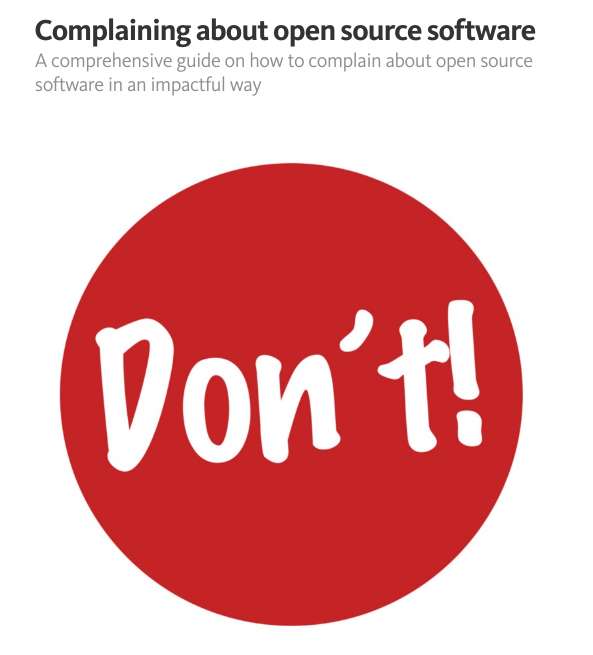 Complaining about open source software
A comprehensive guide on how to complain about open source
software in an impactful way
Don't!